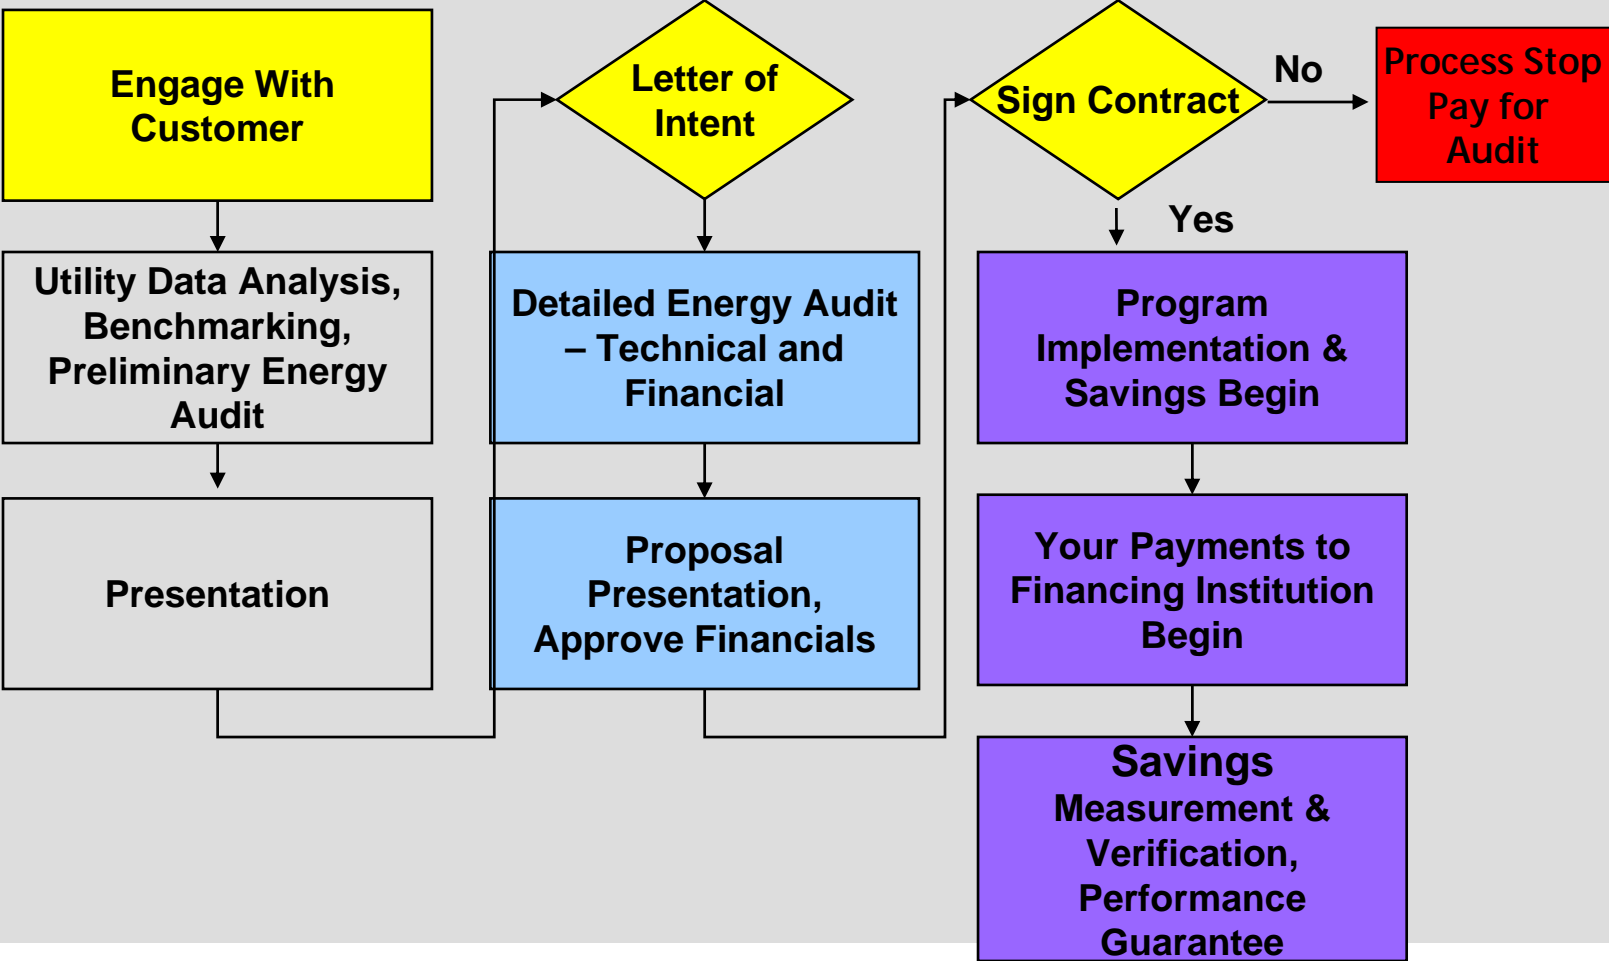 Engage With
Customer
Utility Data Analysis,
Benchmarking,
Preliminary Energy
Audit
Presentation
Letter of
Intent
Detailed Energy Audit
– Technical and
Financial
Proposal
Presentation,
Approve Financials
Sign Contract
No
Process Stop
Pay for
Audit
Yes
Program
Implementation &
Savings Begin
Your Payments to
Financing Institution
Begin
Savings
Measurement &
Verification,
Performance
Guarantee